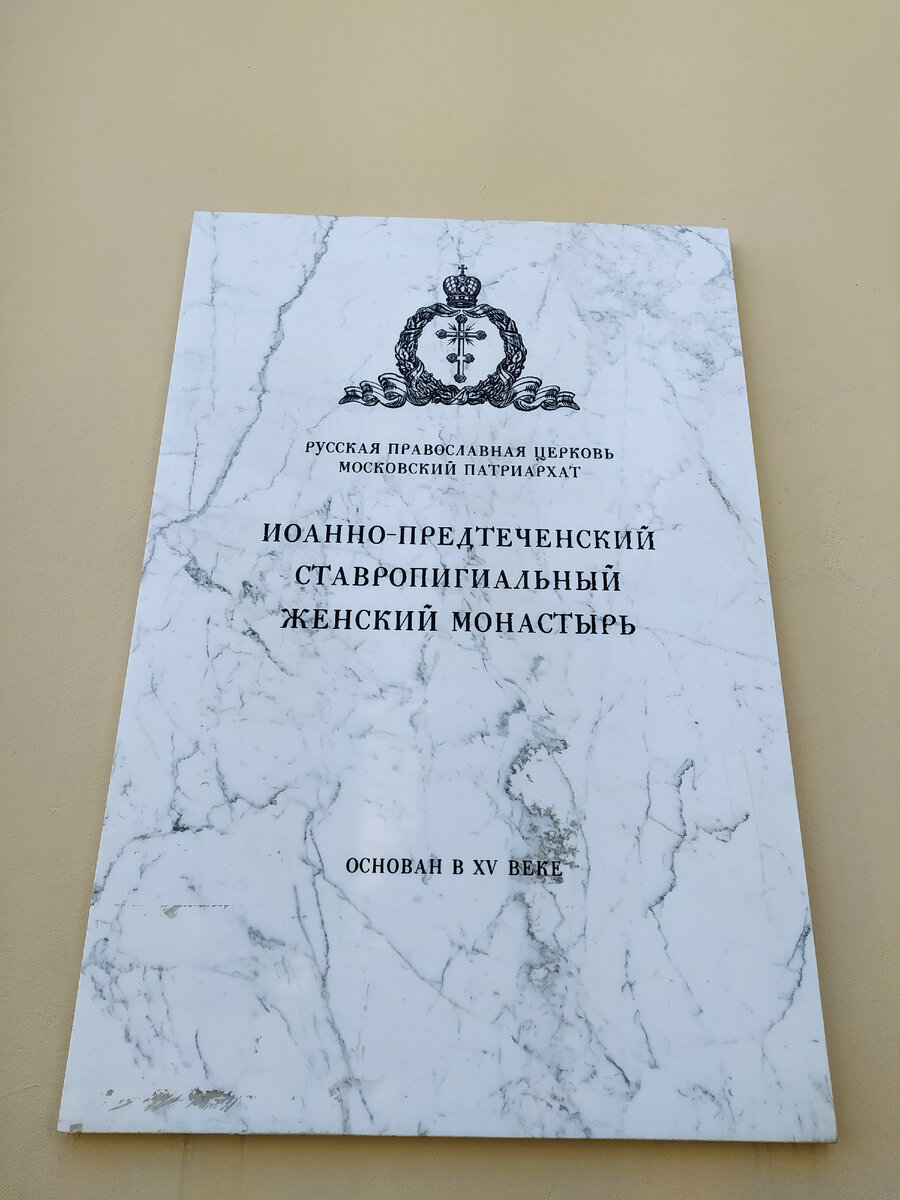 РУССКАЯ ПРАВОСЛАВНАЯ ЦЕРКОВЬ
МОСКОВСКИЙ ПАТРИАРХАТ
ИОАННО-ПРЕДТЕЧЕНСКИЙ
СТАВРОПИГИАЛЬНЫЙ
ЖЕНСКИЙ МОНАСТЫРЬ
ОСНОВАН В XV ВЕКЕ